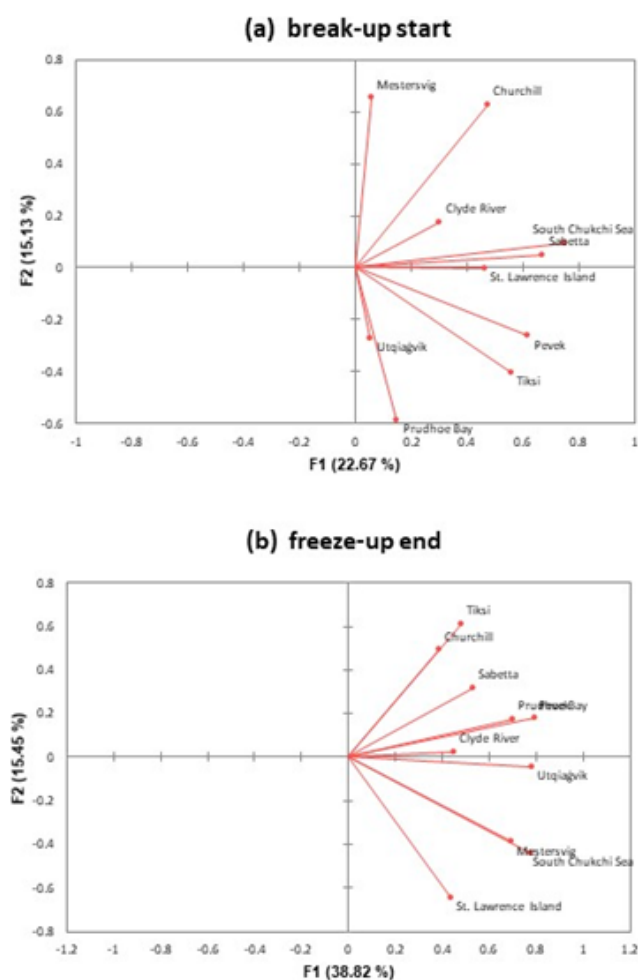 (a) break-up start
0.8
Mestersvig
Churchill
0.6
0.4
Clyde River
0.2
South Chukchi Sea
Sabetta
0
St. Lawrence Island
-0.2
Utqiaġvik
Pevek
-0.4
Tiksi
-0.6
Prudhoe Bay
-1 -0.8 -0.6 -0.4 -0.2 0 0.2 0.4 0.6 0.8 1
F2 (15.13 %)
F1 (22.67 %)
(b) freeze-up end
0.8
Tiksi
0.6
Churchill
0.4
Sabetta
0.2
Prudhoe Bay
Clyde River
0
Utqiaġvik
-0.2
-0.4
Mestersvig
South Chukchi Sea
-0.6
St. Lawrence Island
-0.8
-1.2 -1 -0.8 -0.6 -0.4 -0.2 0 0.2 0.4 0.6 0.8 1 1.2
F2 (15.45 %)
F1 (38.82 %)